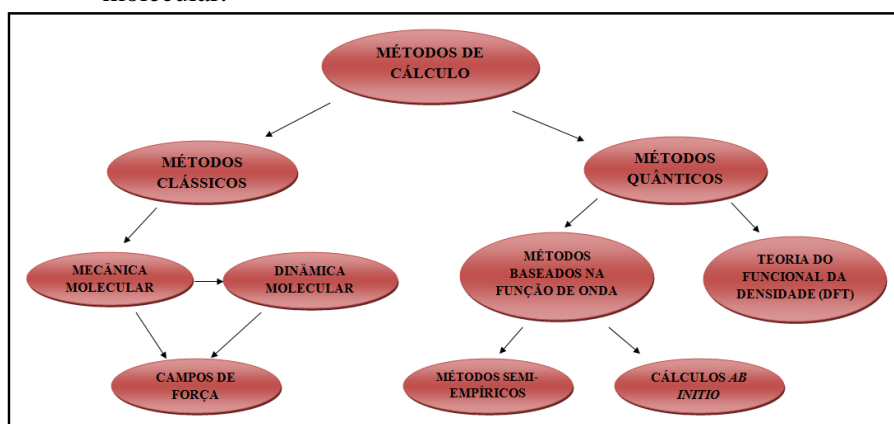 MÉTODOS DE
CÁLCULO
MÉTODOS
CLÁSSICOS
MÉTODOS
QUÂNTICOS
MECÂNICA
MOLECULAR
DINÂMICA
MOLECULAR
MÉTODOS
BASEADOS NA
FUNÇÃO DE ONDA
TEORIA DO
FUNCIONAL DA
DENSIDADE (DFT)
CAMPOS DE
FORÇA
MÉTODOS SEMI-
EMPÍRICOS
CÁLCULOS AB
INITIO